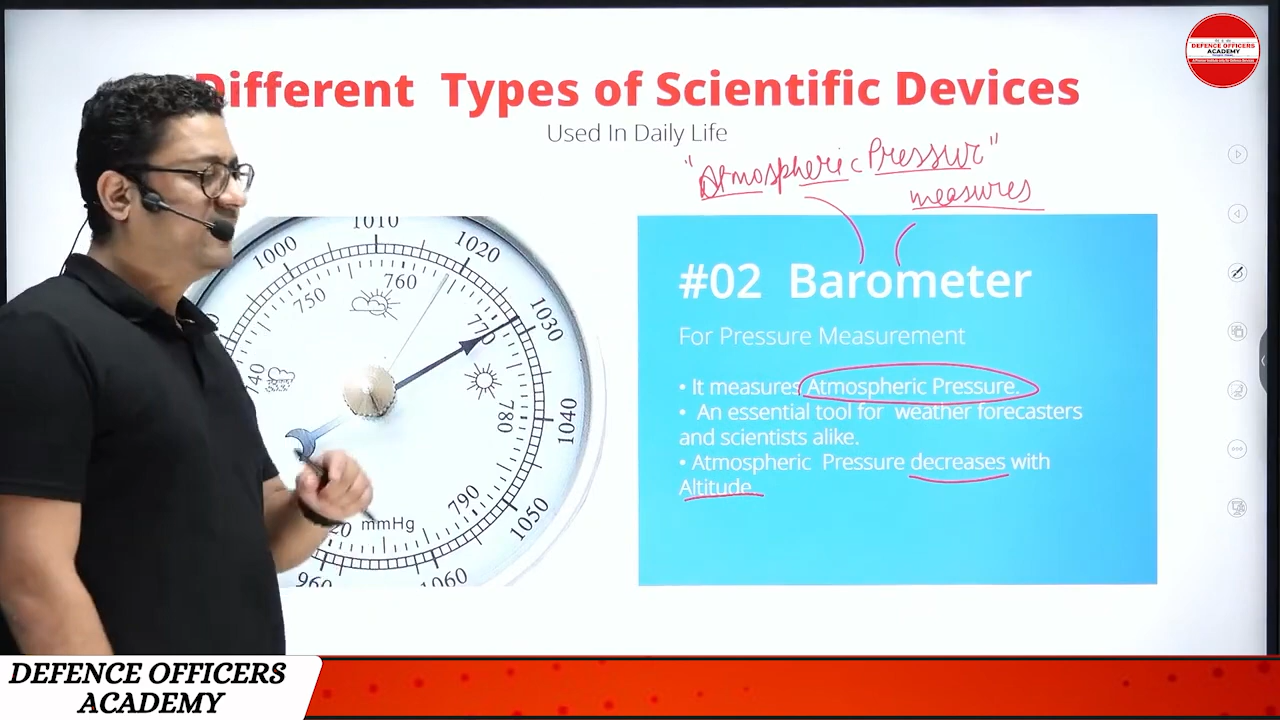 DEFENCE OFFICERS
ACADEMY
Different Types of Scientific Devices
Used In Daily Life
"Atmospheric Pressur"
measures
#02 Barometer
For Pressure Measurement
• It measures Atmospheric Pressure.
• An essential tool for weather forecasters
and scientists alike.
• Atmospheric Pressure decreases with
Altitude.
1000
1010
1020
1030
1040
1050
1060
960
740
750
760
770
780
790
mmHg
DEFENCE OFFICERS
ACADEMY